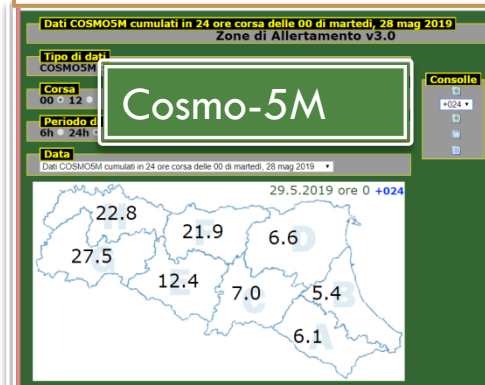 Dati COSMO5M cumulati in 24 ore corsa delle 00 di martedì, 28 mag 2019
Zone di Allertamento v3.0
Tipo di dati
COSMO5M
Corsa
00 12
Periodo d
6h 24h
Cosmo-5M
Consolle
+024
Data
Dati COSMO5M cumulati in 24 ore corsa delle 00 di martedì, 28 mag 2019
29.5.2019 ore 0 +024
H
22.8
F
21.9
D
6.6
G
27.5
E
12.4
C
7.0
B
5.4
A
6.1